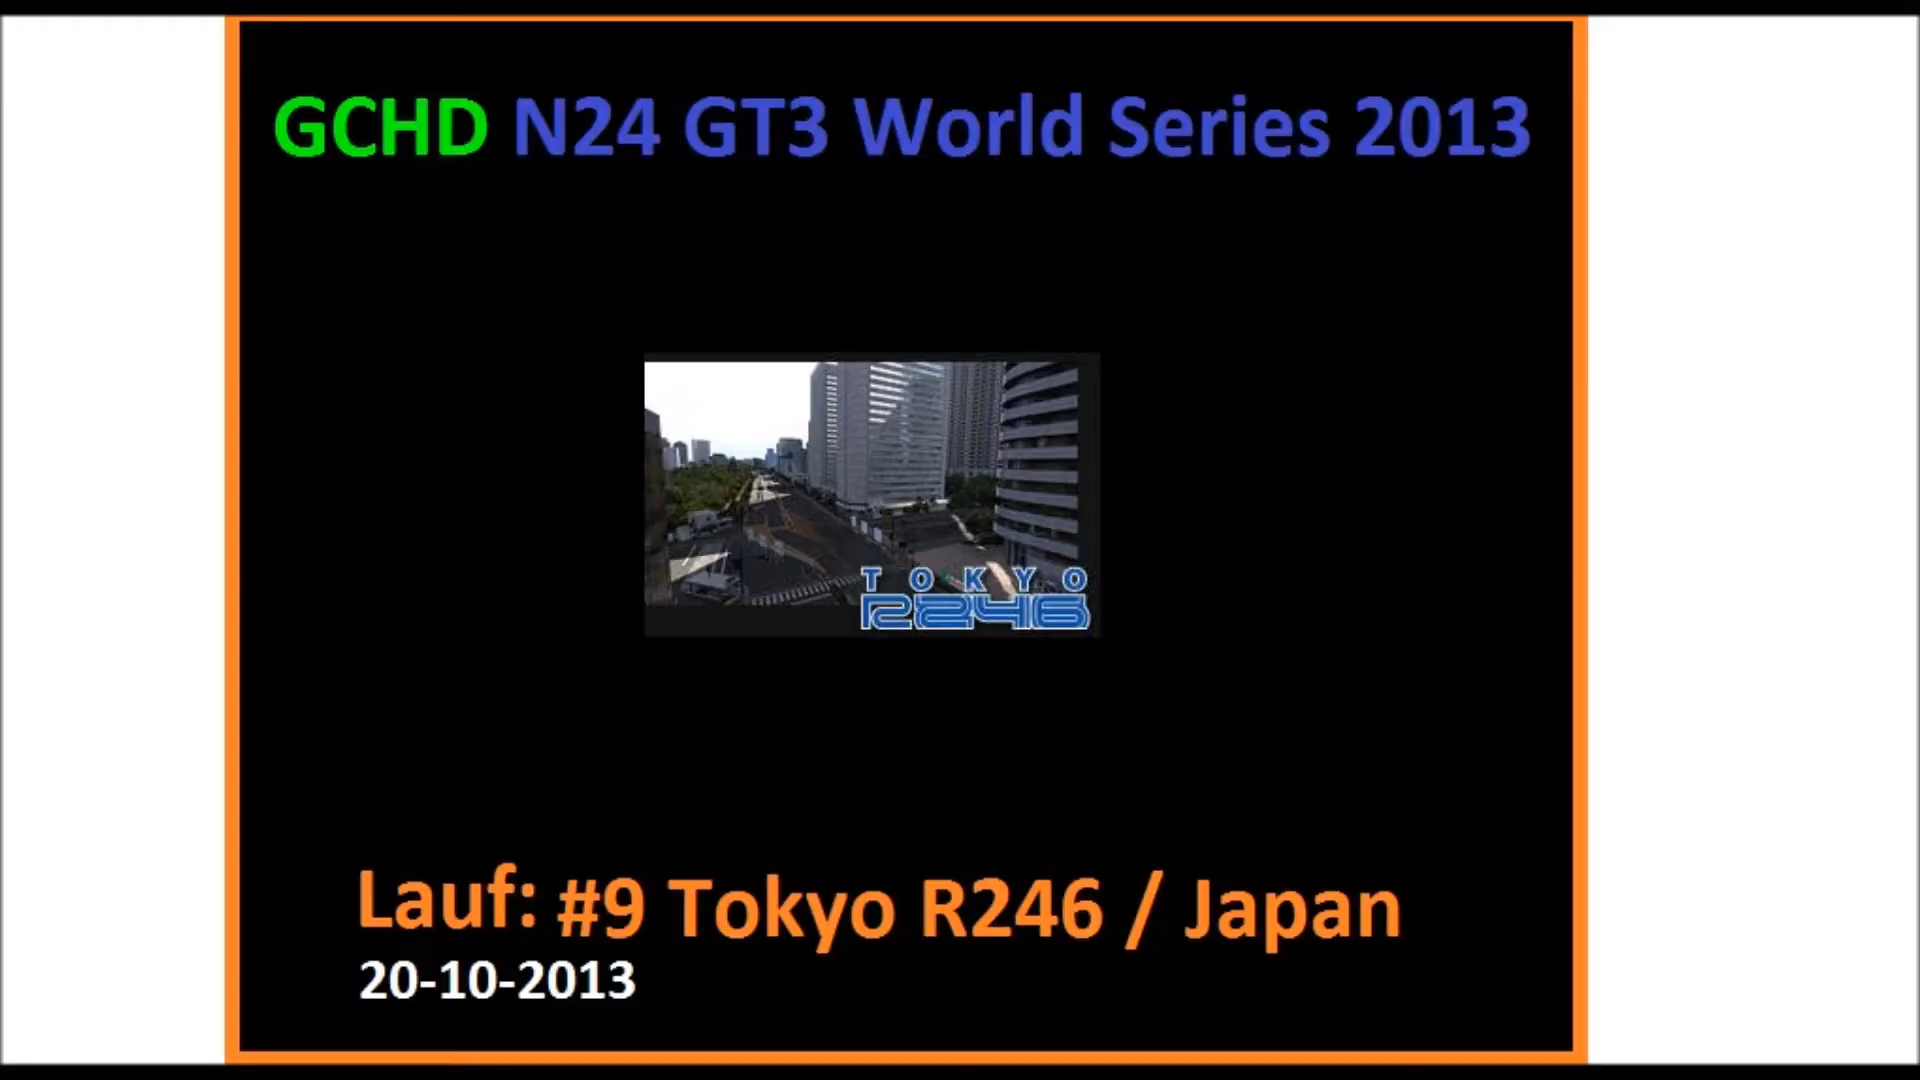 GCHD N24 GT3 World Series 2013
TOKYO
R246
Lauf: #9 Tokyo R246 / Japan
20-10-2013